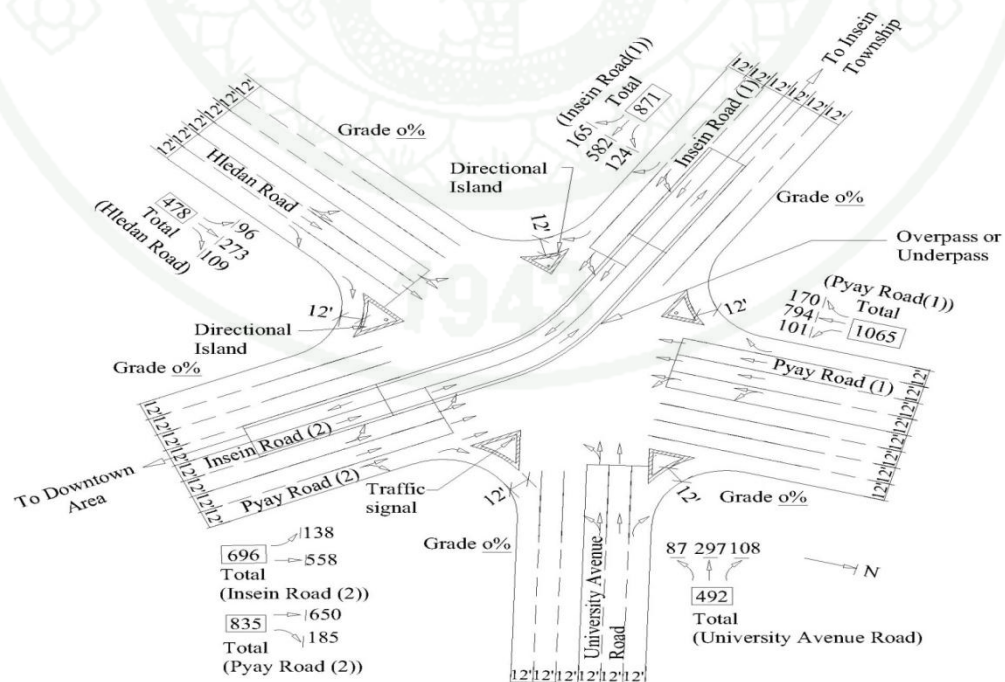 1943
To Insein
Township
12' 12' 12' 12' 12' 12'
(Insein Road(1))
Total
871
165
582
124
Insein Road (1)
12' 12' 12' 12' 12'
Grade 0%
Hledan Road
Directional
Island
12'
Grade 0%
478
Total
(Hledan Road)
96
273
109
Overpass or
Underpass
(Pyay Road(1))
170
794
Total
101
1065
12'
12'
Directional
Island
Grade 0%
Pyay Road (1)
12' 12' 12' 12' 12' 12'
12' 12' 12' 12' 12' 12'
Insein Road (2)
Pyay Road (2)
To Downtown
Area
Traffic
signal
12'
12'
Grade 0%
Grade 0%
138
696
558
Total
(Insein Road (2))
835
650
185
Total
(Pyay Road (2))
University Avenue
Road
87 297 108
492
Total
(University Avenue Road)
N
12' 12' 12' 12' 12' 12'